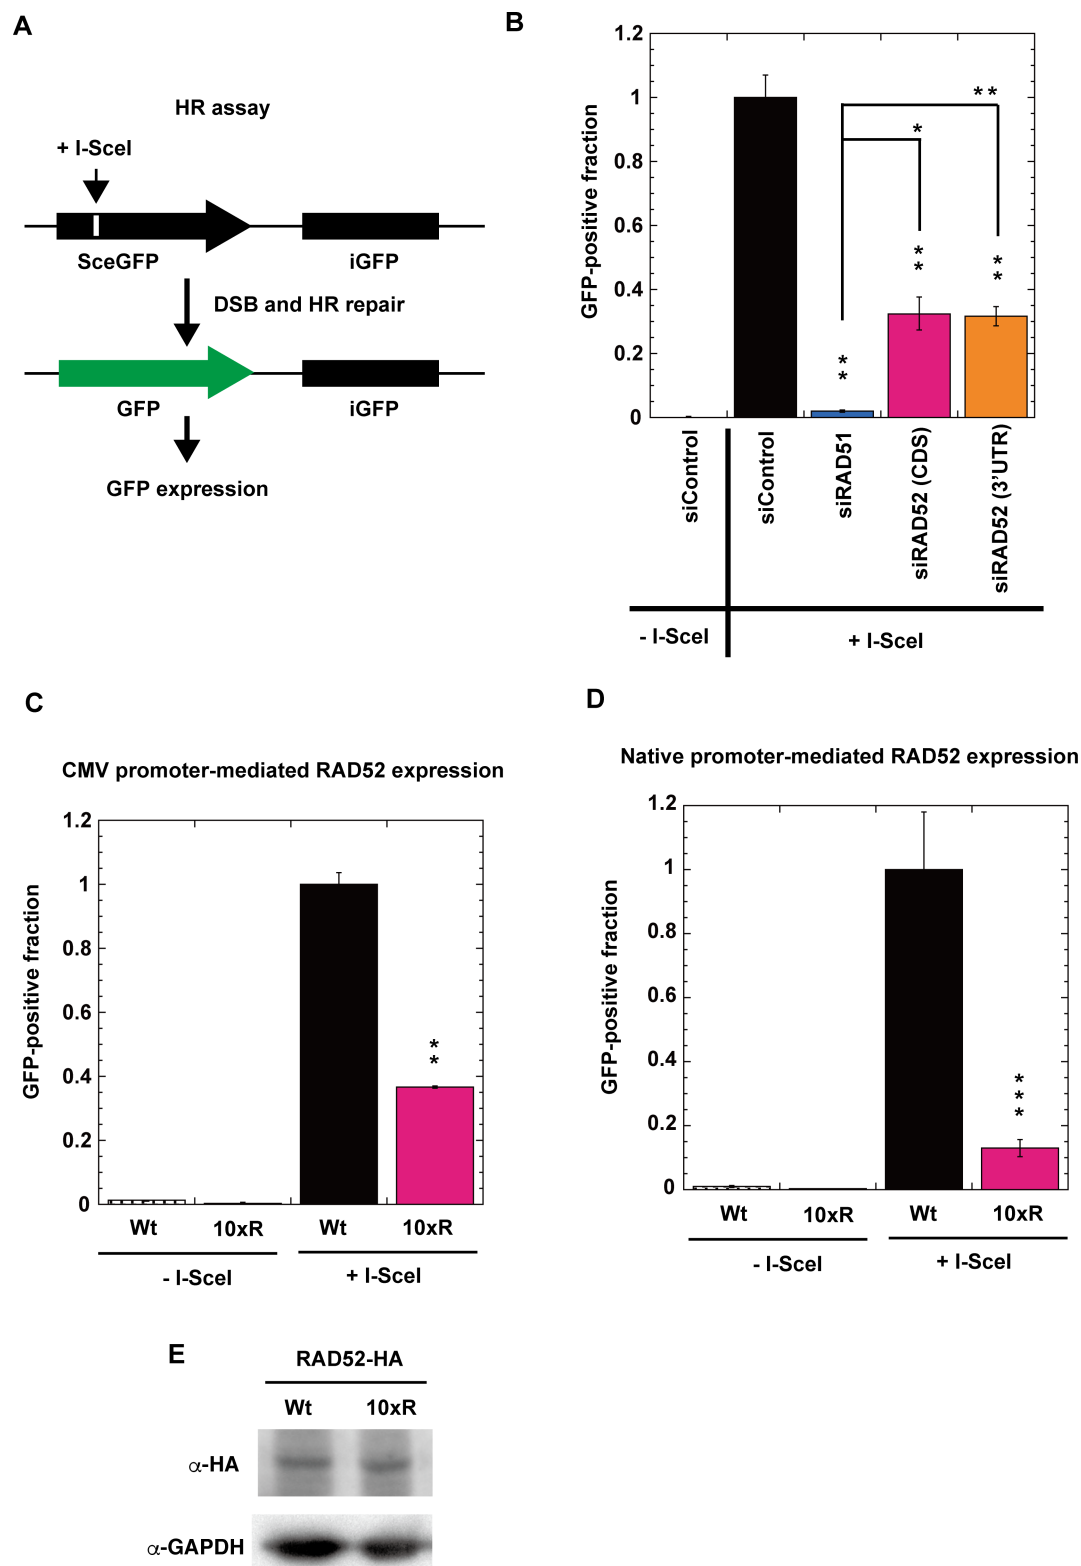 A
HR assay
+ I-SceI
SceGFP
iGFP
DSB and HR repair
GFP
iGFP
GFP expression
B
GFP-positive fraction
1.2
1
0.8
0.6
0.4
0.2
0
**
*
**
**
**
siControl
siControl
siRAD51
siRAD52 (CDS)
siRAD52 (3'UTR)
- I-SceI
+ I-SceI
C
CMV promoter-mediated RAD52 expression
GFP-positive fraction
1.2
1
0.8
0.6
0.4
0.2
0
**
Wt
10xR
Wt
10xR
- I-SceI
+ I-SceI
D
Native promoter-mediated RAD52 expression
GFP-positive fraction
1.2
1
0.8
0.6
0.4
0.2
0
***
Wt
10xR
Wt
10xR
- I-SceI
+ I-SceI
E
RAD52-HA
Wt
10xR
α-HA
α-GAPDH